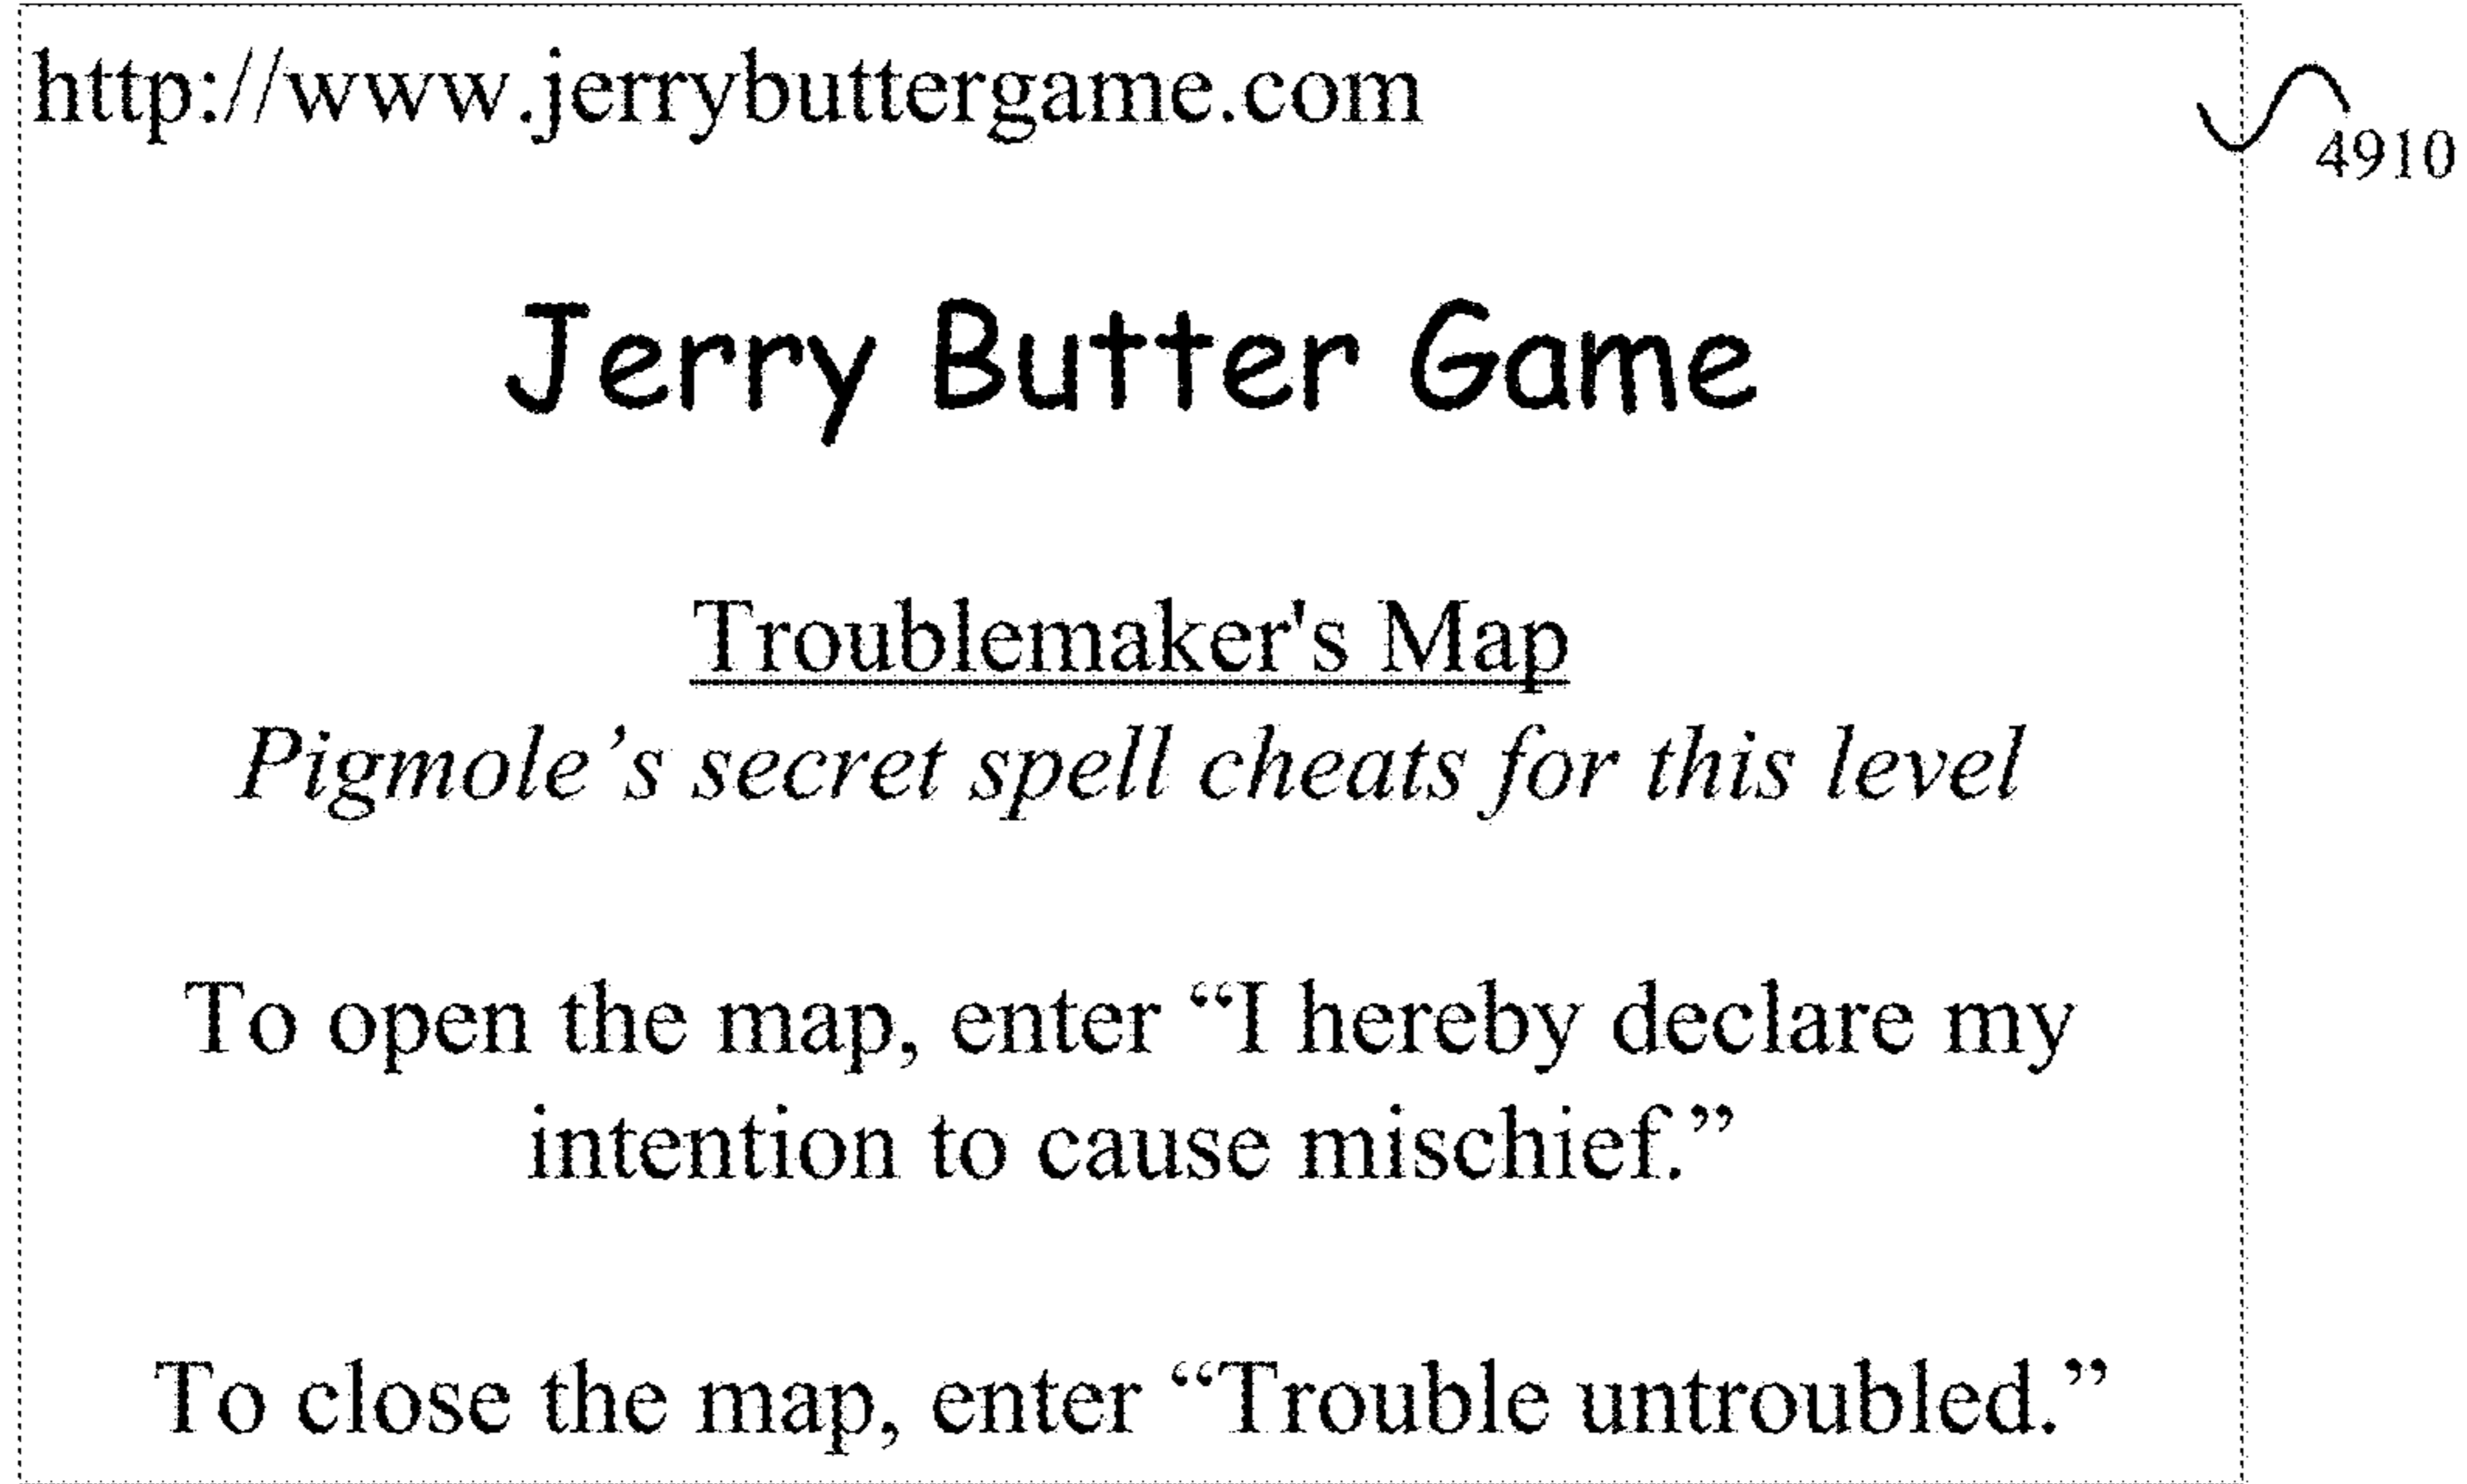 http://www.jerrybuttergame.com
4910
Jerry Butter Game
Troublemaker's Map
Pigmole’s secret spell cheats for this level
To open the map, enter “I hereby declare my
intention to cause mischief.”
To close the map, enter “Trouble untroubled.”